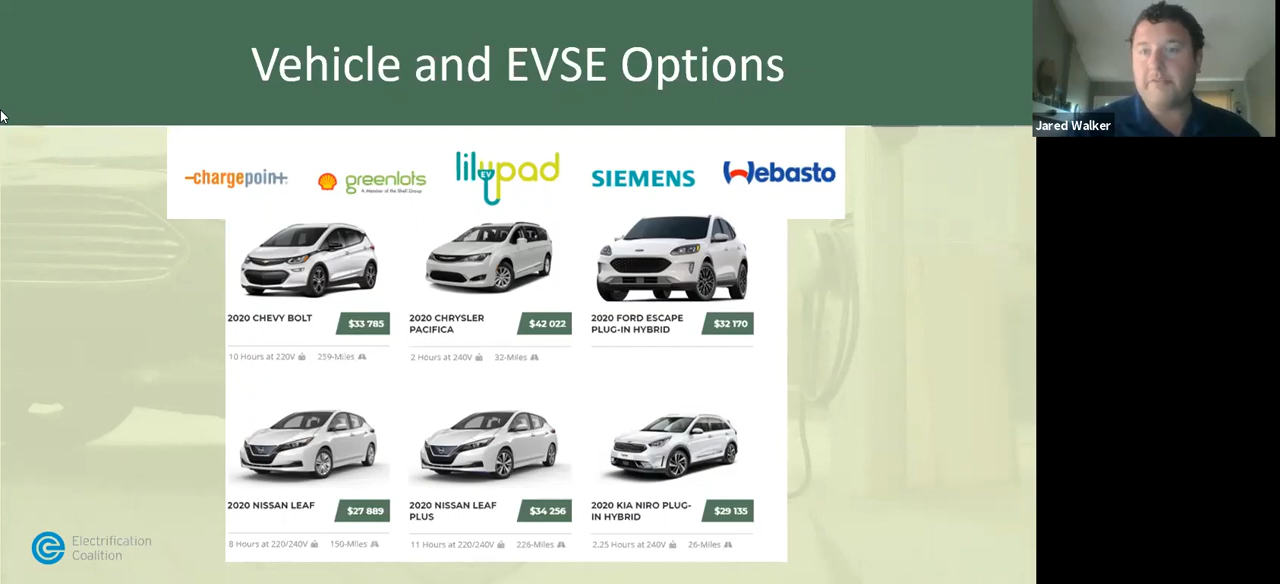 Vehicle and EVSE Options
Jared Walker
-chargepoin+
greenlots
A Member of the Shell Group
lilypad
EV
SIEMENS
Webasto
2020 CHEVY BOLT
$33 785
10 Hours at 220V 259-Miles
2020 CHRYSLER
PACIFICA
$42 022
2 Hours at 240V 32-Miles
2020 FORD ESCAPE
PLUG-IN HYBRID
$32 170
2020 NISSAN LEAF
$27 889
8 Hours at 220/240V 150-Miles
2020 NISSAN LEAF
PLUS
$34 256
11 Hours at 220/240V 226-Miles
2020 KIA NIRO PLUG-
IN HYBRID
$29 135
2.25 Hours at 240V 26-Miles
Electrification
Coalition